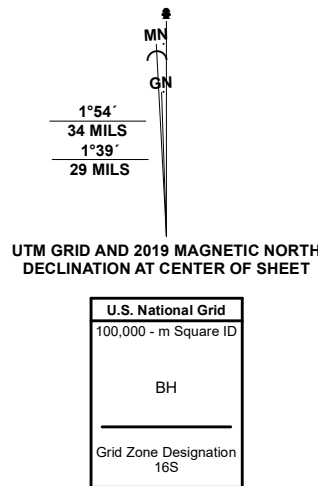 MN
GN
1°54´
34 MILS
1°39´
29 MILS
UTM GRID AND 2019 MAGNETIC NORTH
DECLINATION AT CENTER OF SHEET
U.S. National Grid
100,000 - m Square ID
BH
Grid Zone Designation
16S